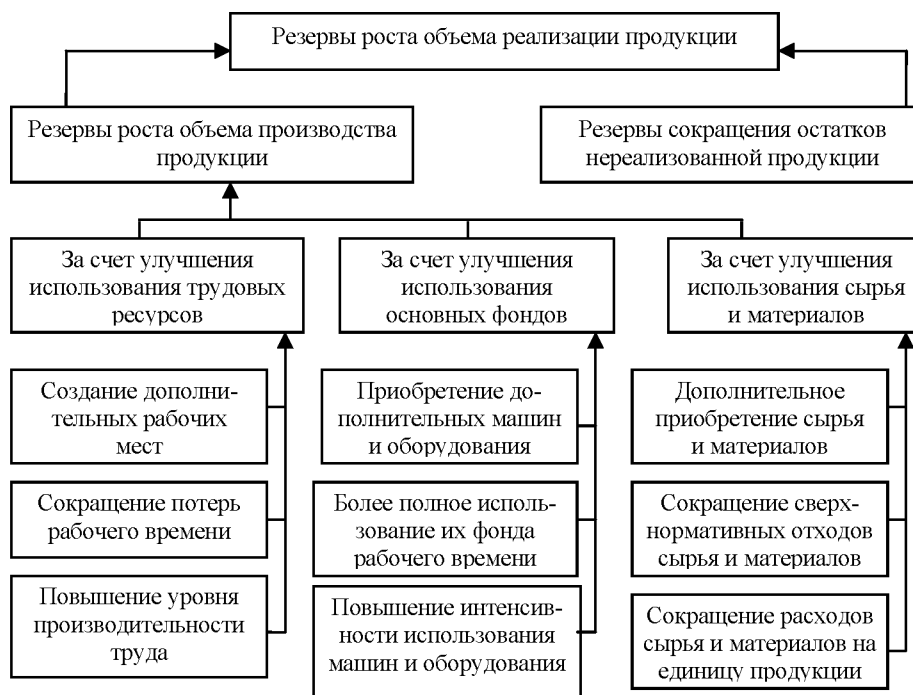 Резервы роста объема реализации продукции
Резервы роста объема производства
продукции
Резервы сокращения остатков
нереализованной продукции
За счет улучшения
использования трудовых
ресурсов
За счет улучшения
использования
основных фондов
За счет улучшения
использования сырья
и материалов
Создание дополни-
тельных рабочих
мест
Приобретение до-
полнительных машин
и оборудования
Дополнительное
приобретение сырья
и материалов
Сокращение потерь
рабочего времени
Более полное исполь-
зование их фонда
рабочего времени
Сокращение сверх-
нормативных отходов
сырья и материалов
Повышение уровня
производительности
труда
Повышение интенсив-
ности использования
машин и оборудования
Сокращение расходов
сырья и материалов на
единицу продукции